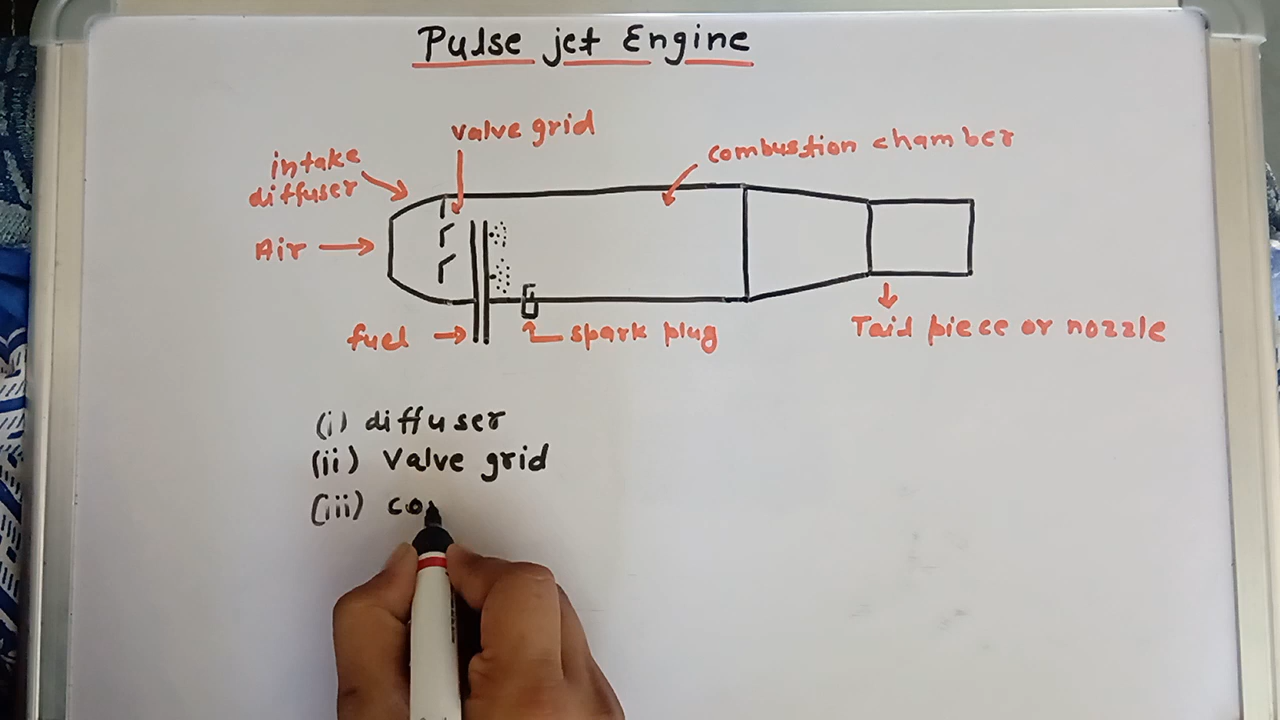 Pulse jet Engine
valve grid
combustion chamber
intake
diffuser
Air
fuel
spark plug
Taid piece or nozzle
(i) diffuser
(ii) Valve grid
(iii) co